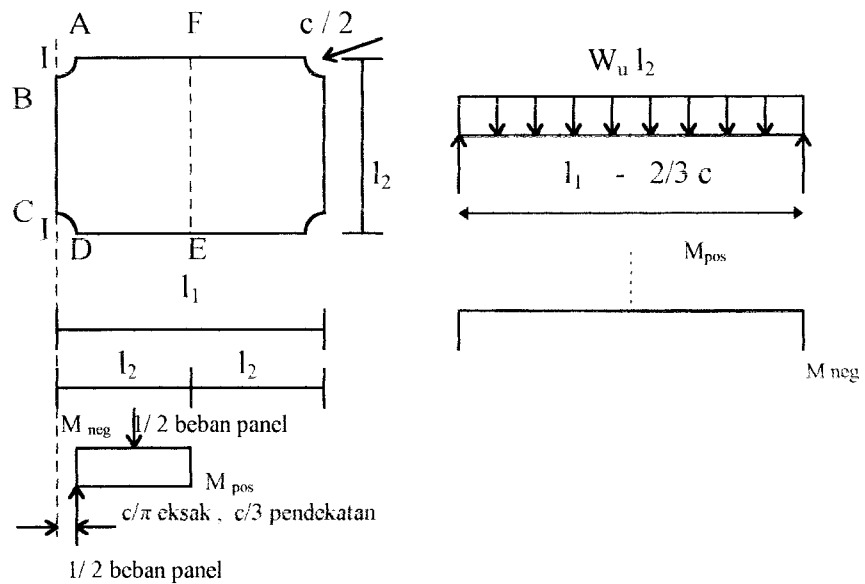 A
F
c / 2
I
B
l₂
C
I
D
E
l₁
l₂
l₂
M neg
1/ 2 beban panel
M pos
c/π eksak , c/3 pendekatan
1/ 2 beban panel
Wᵤ l₂
l₁ - 2/3 c
Mpos
M neg